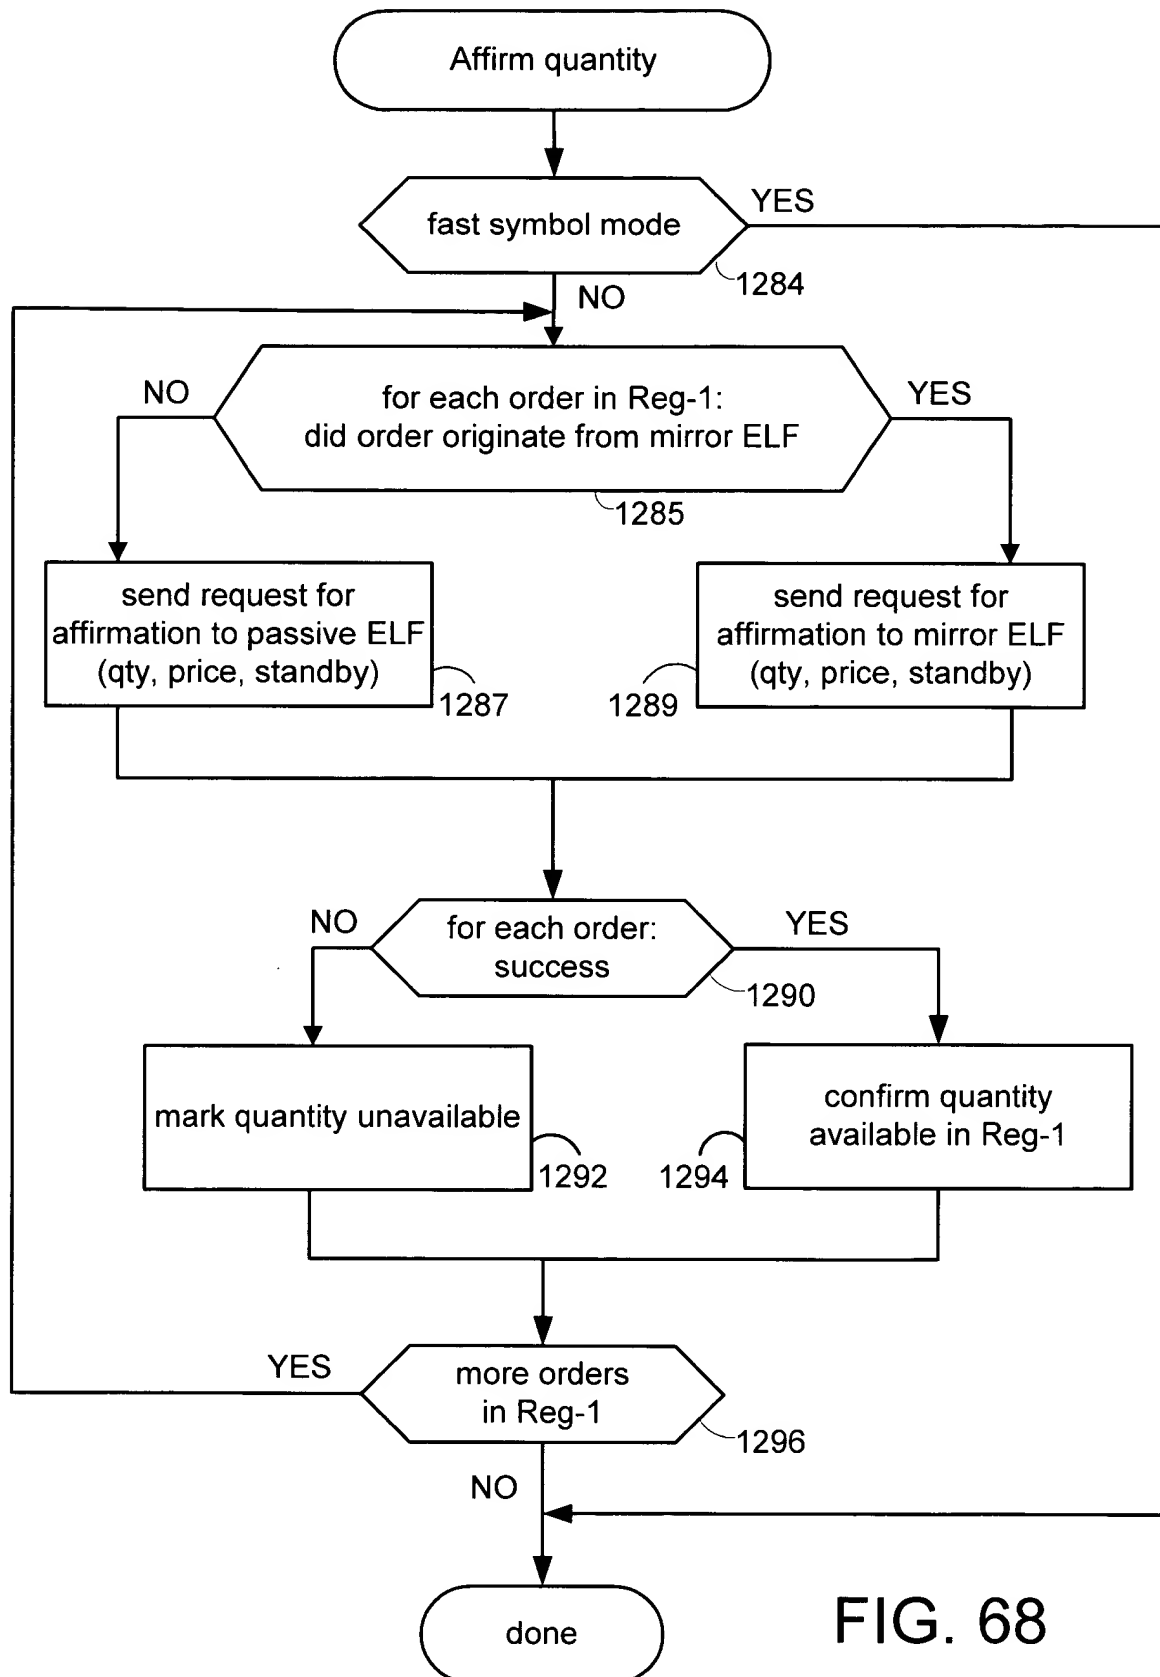 Affirm quantity
fast symbol mode
YES
1284
NO
NO
for each order in Reg-1:
did order originate from mirror ELF
YES
1285
send request for
affirmation to passive ELF
(qty, price, standby)
1287
send request for
affirmation to mirror ELF
(qty, price, standby)
1289
NO
for each order:
success
YES
1290
mark quantity unavailable
1292
confirm quantity
available in Reg-1
1294
YES
more orders
in Reg-1
1296
NO
done
FIG. 68